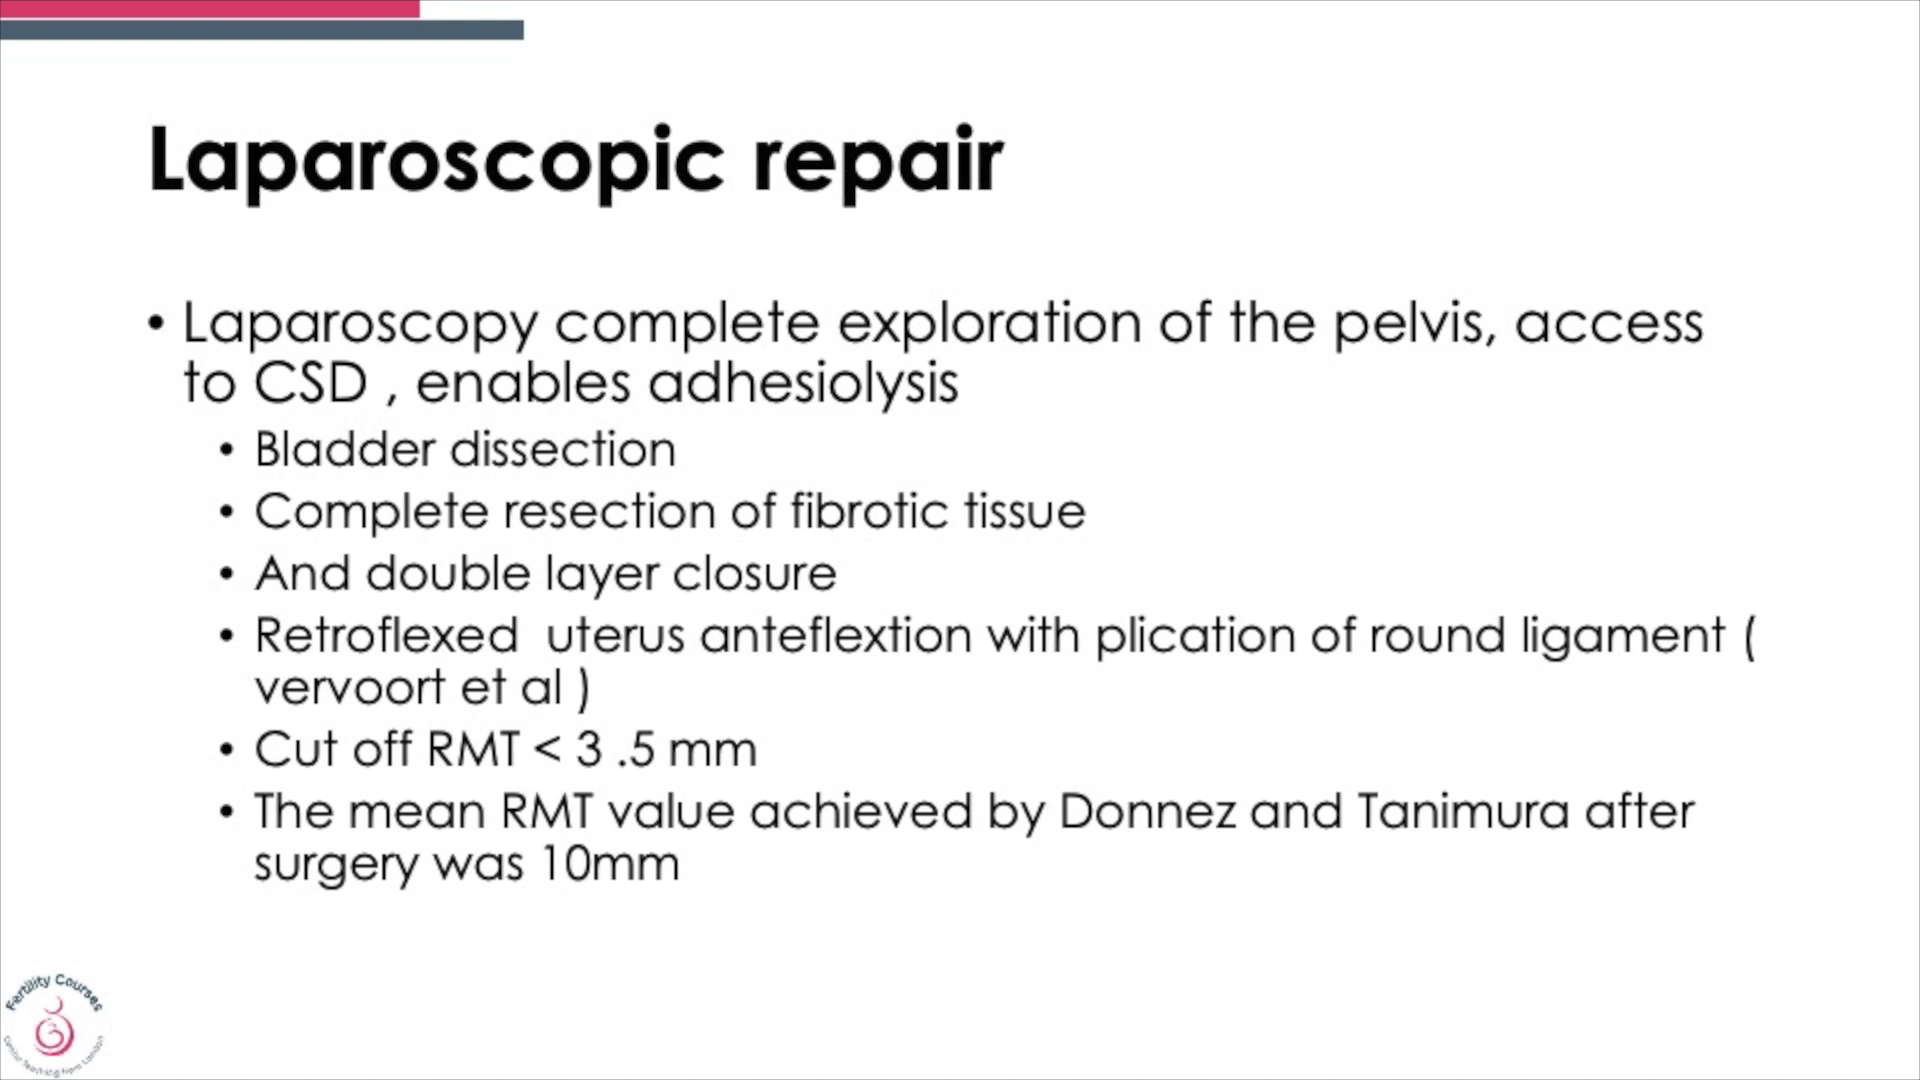 Laparoscopic repair
• Laparoscopy complete exploration of the pelvis, access
to CSD , enables adhesiolysis
• Bladder dissection
• Complete resection of fibrotic tissue
• And double layer closure
• Retroflexed  uterus anteflextion with plication of round ligament (
vervoort et al )
• Cut off RMT < 3 .5 mm
• The mean RMT value achieved by Donnez and Tanimura after
surgery was 10mm
Fertility Courses